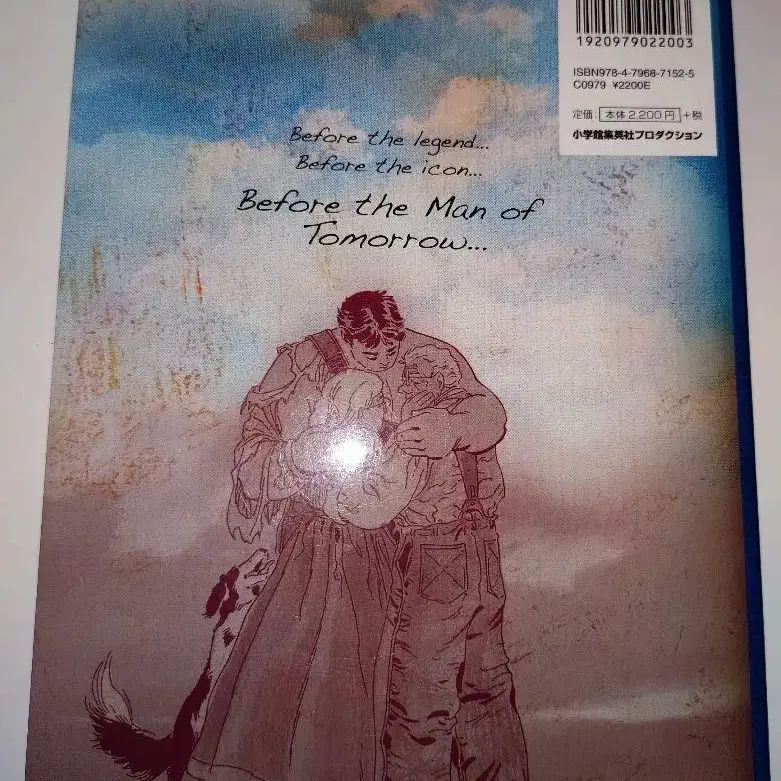 1920979022003
ISBN978-4-7968-7152-5
C0979 ¥2200E
定価: 本体2,200円 +税
小学館集英社プロダクション
Before the legend...
Before the icon...
Before the Man of
Tomorrow...